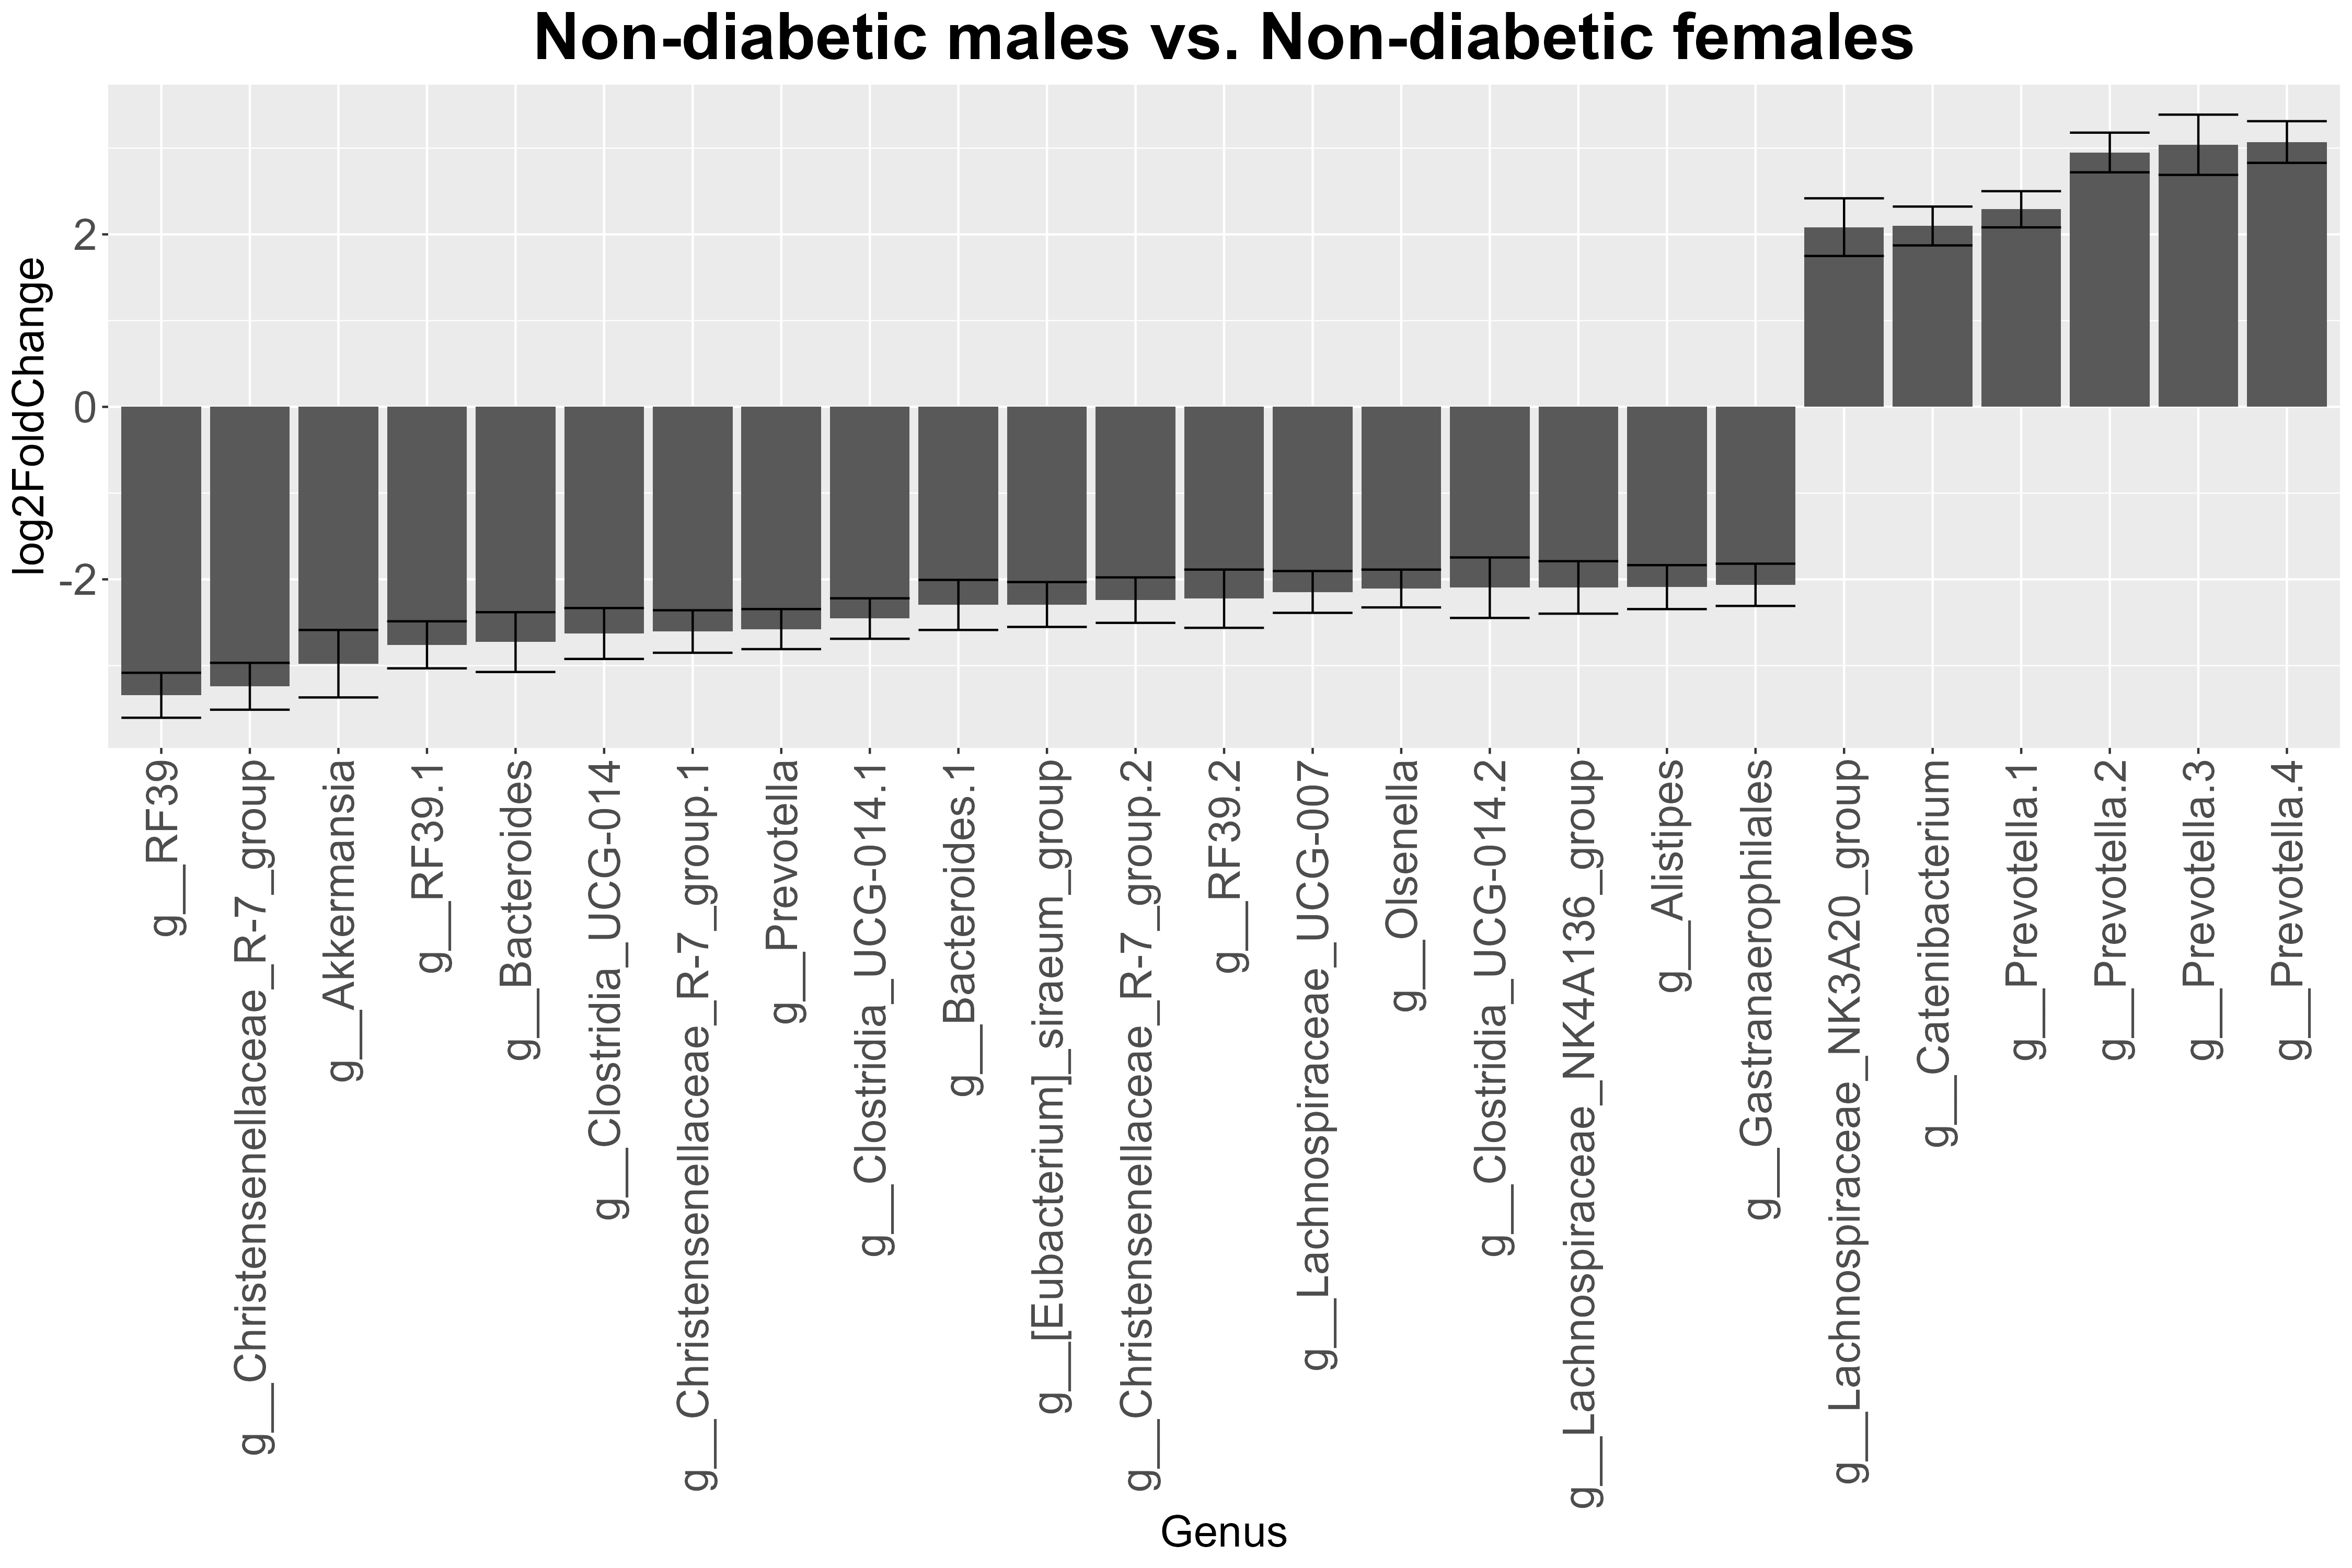 Non-diabetic males vs. Non-diabetic females
log2FoldChange
2
0
-2
g__RF39
g__Christensenellaceae_R-7_group
g__Akkermansia
g__RF39.1
g__Bacteroides
g__Clostridia_UCG-014
g__Christensenellaceae_R-7_group.1
g__Prevotella
g__Clostridia_UCG-014.1
g__Bacteroides.1
g__[Eubacterium]_siraeum_group
g__Christensenellaceae_R-7_group.2
g__RF39.2
g__Lachnospiraceae_UCG-007
g__Olsenella
g__Clostridia_UCG-014.2
g__Lachnospiraceae_NK4A136_group
g__Alistipes
g__Gastranaerophilales
g__Lachnospiraceae_NK3A20_group
g__Catenibacterium
g__Prevotella.1
g__Prevotella.2
g__Prevotella.3
g__Prevotella.4
Genus